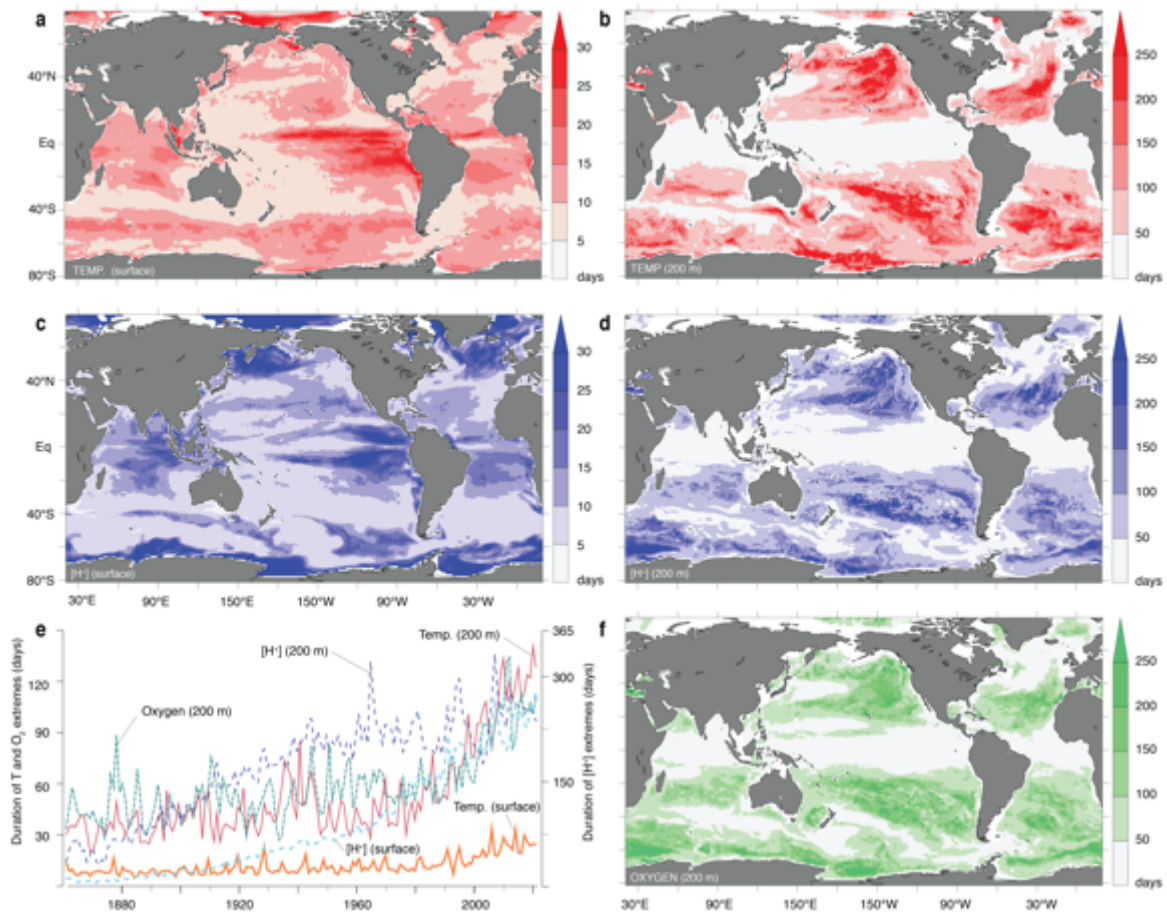 a
30
25
20
15
10
5
days
40°N
Eq
40°S
80°S
TEMP. (surface)
b
250
200
150
100
50
days
TEMP (200 m)
c
30
25
20
15
10
5
days
40°N
Eq
40°S
80°S
[H⁺] (surface)
30°E 90°E 150°E 150°W 90°W 30°W
d
250
200
150
100
50
days
[H⁺] (200 m)
e
Duration of T and O₂ extremes (days)
120
90
60
30
Temp. (200 m)
[H⁺] (200 m)
Oxygen (200 m)
Temp. (surface)
[H⁺] (surface)
365
300
150
Duration of [H⁺] extremes (days)
1880 1920 1960 2000
f
250
200
150
100
50
days
OXYGEN (200 m)
30°E 90°E 150°E 150°W 90°W 30°W